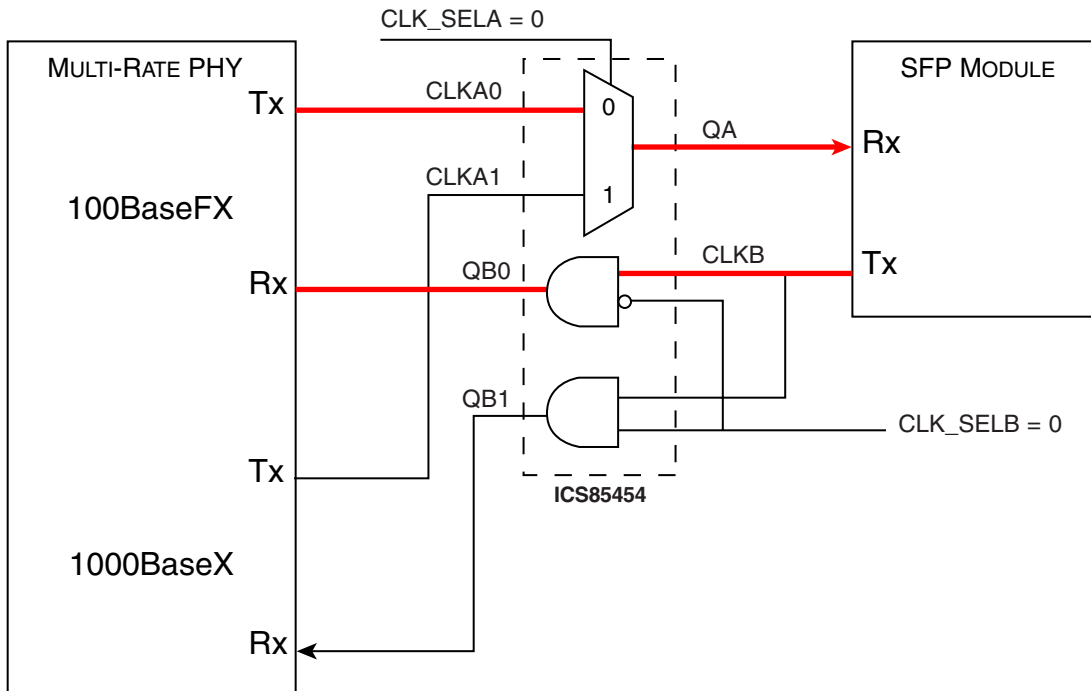 CLK_SELA = 0
MULTI-RATE PHY
SFP MODULE
Tx
CLKA0
0
QA
Rx
CLKA1
1
100BaseFX
QB0
CLKB
Tx
Rx
QB1
CLK_SELB = 0
Tx
ICS85454
1000BaseX
Rx